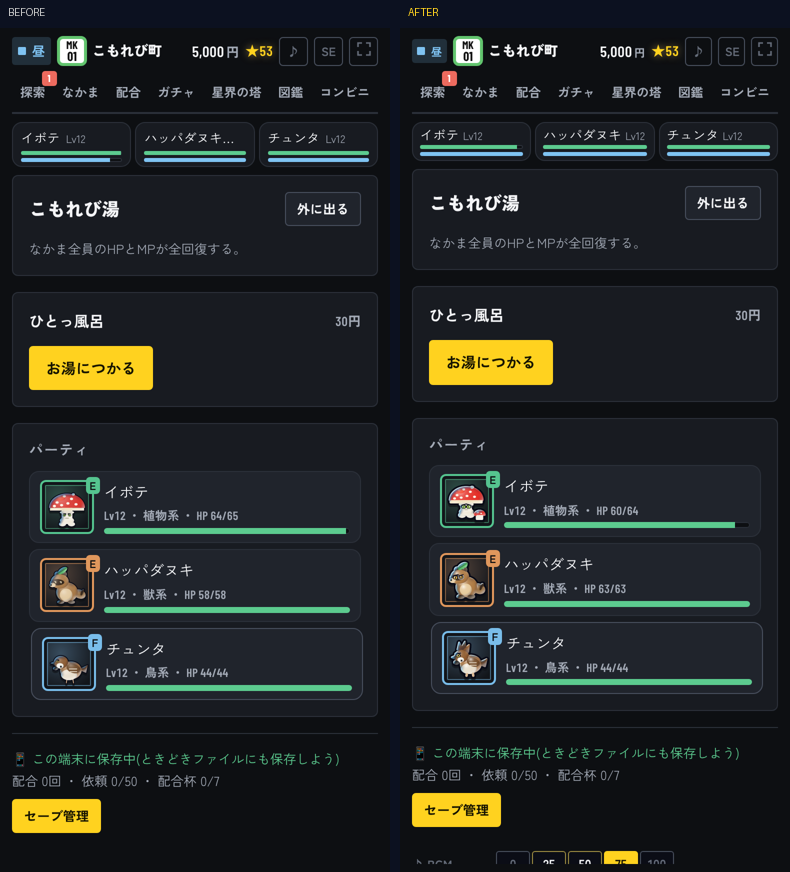 BEFORE
昼 MK 01 こもれび町 5,000 円 ★53 ♪ SE
1
探索 なかま 配合 ガチャ 星界の塔 図鑑 コンビニ
イボテ Lv12 ハッパダヌキ… チュンタ Lv12
こもれび湯 外に出る
なかま全員のHPとMPが全回復する。
ひとっ風呂 30円
お湯につかる
パーティ
E イボテ
Lv12 ・ 植物系 ・ HP 64/65
E ハッパダヌキ
Lv12 ・ 獣系 ・ HP 58/58
F チュンタ
Lv12 ・ 鳥系 ・ HP 44/44
この端末に保存中(ときどきファイルにも保存しよう)
配合 0回 ・ 依頼 0/50 ・ 配合杯 0/7
セーブ管理
AFTER
昼 MK 01 こもれび町 5,000 円 ★53 ♪ SE
1
探索 なかま 配合 ガチャ 星界の塔 図鑑 コンビニ
イボテ Lv12 ハッパダヌキ Lv12 チュンタ Lv12
こもれび湯 外に出る
なかま全員のHPとMPが全回復する。
ひとっ風呂 30円
お湯につかる
パーティ
E イボテ
Lv12 ・ 植物系 ・ HP 60/64
E ハッパダヌキ
Lv12 ・ 獣系 ・ HP 63/63
F チュンタ
Lv12 ・ 鳥系 ・ HP 44/44
この端末に保存中(ときどきファイルにも保存しよう)
配合 0回 ・ 依頼 0/50 ・ 配合杯 0/7
セーブ管理
♪ BGM 0 25 50 75 100